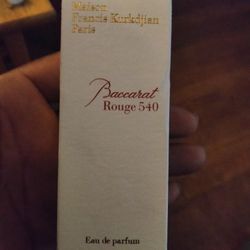 Maison
Francis Kurkdjian
Paris
Baccarat
Rouge 540
Eau de parfum